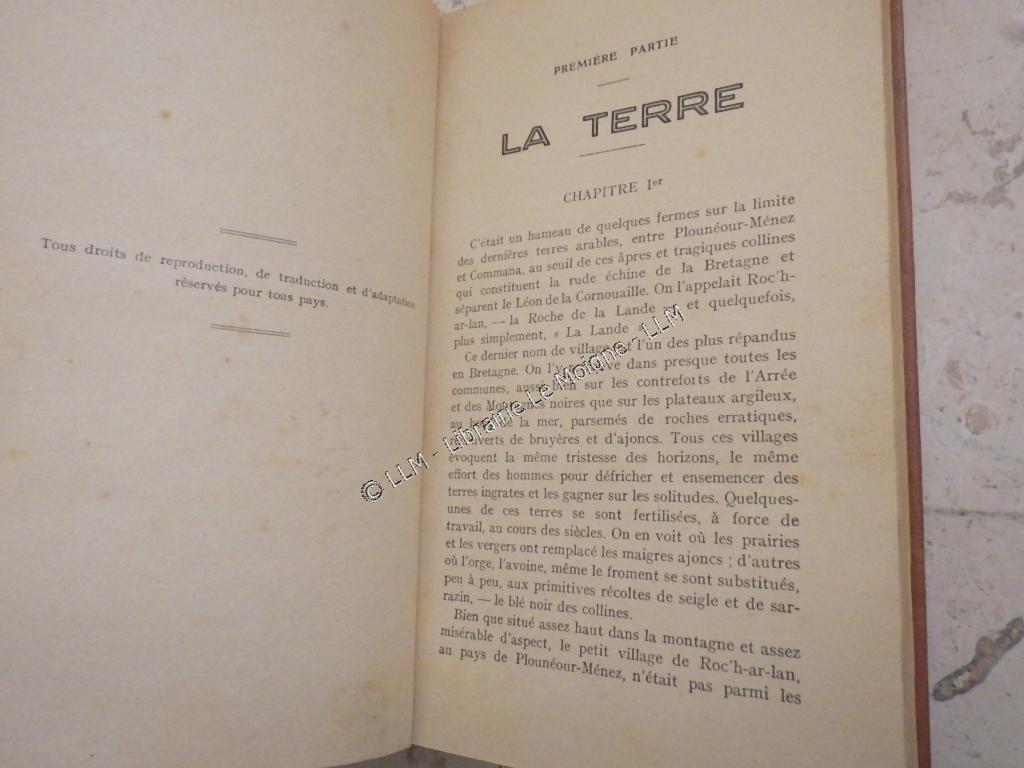 Tous droits de reproduction, de traduction et d'adaptation
réservés pour tous pays.
PREMIÈRE PARTIE
LA TERRE
CHAPITRE Ier
C'était un hameau de quelques fermes sur la limite
des dernières terres arables, entre Plounéour-Ménez
et Commana, au seuil de ces âpres et tragiques collines
qui constituent la rude échine de la Bretagne et
séparent le Léon de la Cornouaille. On l'appelait Roc'h-
ar-lan, — la Roche de la Lande — et quelquefois,
plus simplement, « La Lande
Ce dernier nom de village est l'un des plus répandus
en Bretagne. On l' dans presque toutes les
communes, aussi bien sur les contreforts de l'Arrée
et des Montagnes noires que sur les plateaux argileux,
au de la mer, parsemés de roches erratiques,
recouverts de bruyères et d'ajoncs. Tous ces villages
évoquent la même tristesse des horizons, le même
effort des hommes pour défricher et ensemencer des
terres ingrates et les gagner sur les solitudes. Quelques-
unes de ces terres se sont fertilisées, à force de
travail, au cours des siècles. On en voit où les prairies
et les vergers ont remplacé les maigres ajoncs ; d'autres
où l'orge, l'avoine, même le froment se sont substitués,
peu à peu, aux primitives récoltes de seigle et de sar-
razin, — le blé noir des collines.
Bien que situé assez haut dans la montagne et assez
misérable d'aspect, le petit village de Roc'h-ar-lan,
au pays de Plounéour-Ménez, n'était pas parmi les
© LLM - Librairie Le Moigne - LLM